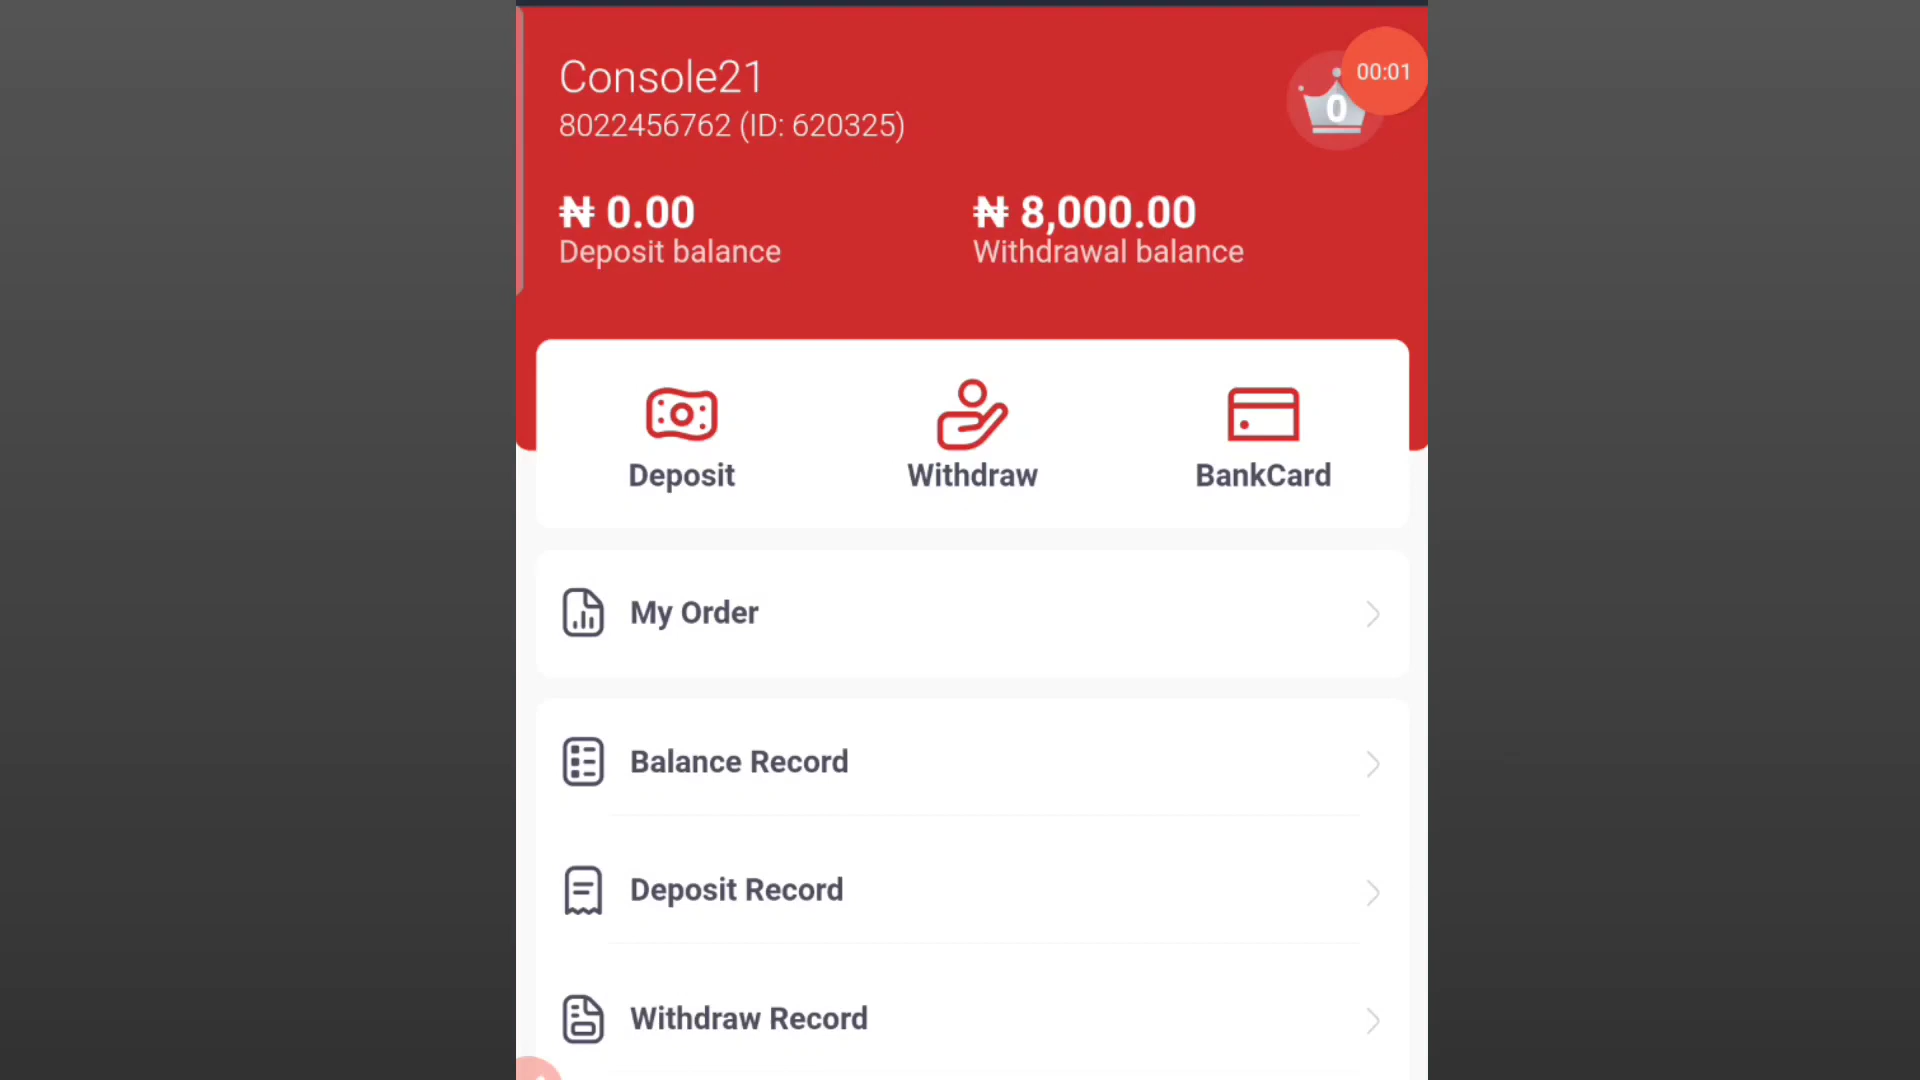 Console21
00:01
0
8022456762 (ID: 620325)
₦ 0.00
₦ 8,000.00
Deposit balance
Withdrawal balance
Deposit
Withdraw
BankCard
My Order
Balance Record
Deposit Record
Withdraw Record